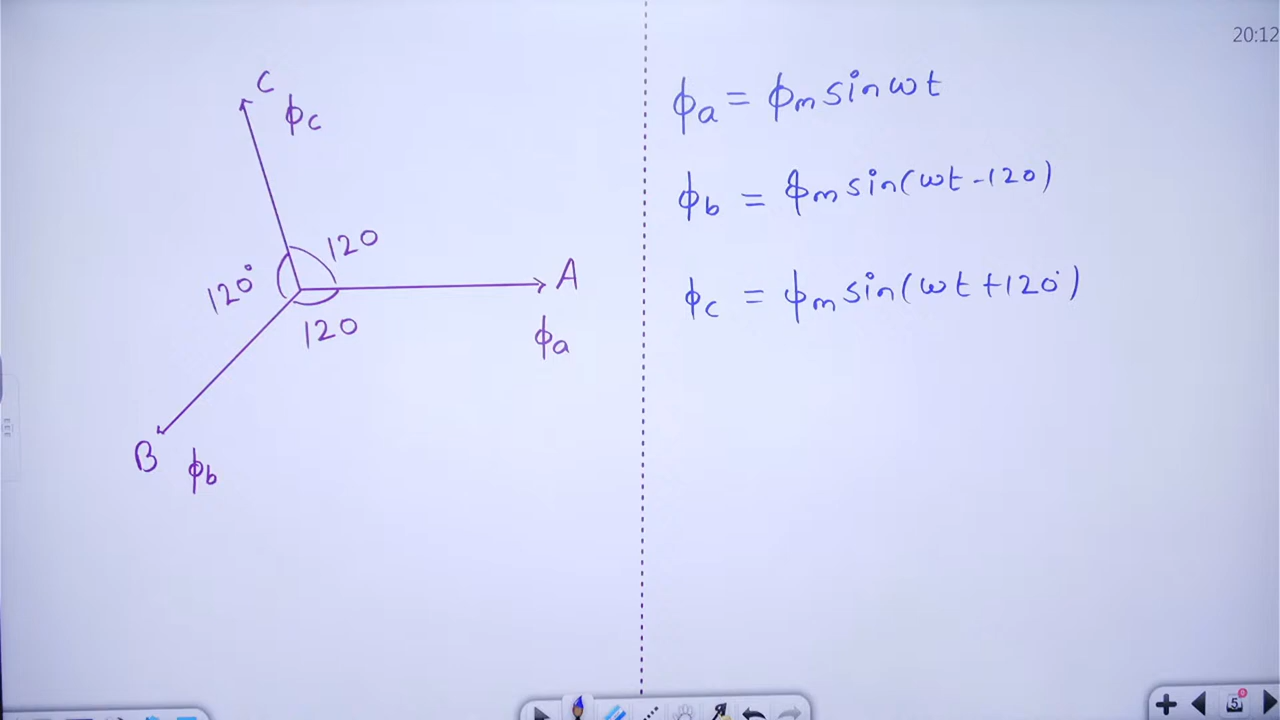 20:12
C
ϕc
120
120°
A
120
ϕa
B
ϕb
ϕa = ϕm sin ωt
ϕb = ϕm sin(ωt -120)
ϕc = ϕm sin(ωt +120°)
5